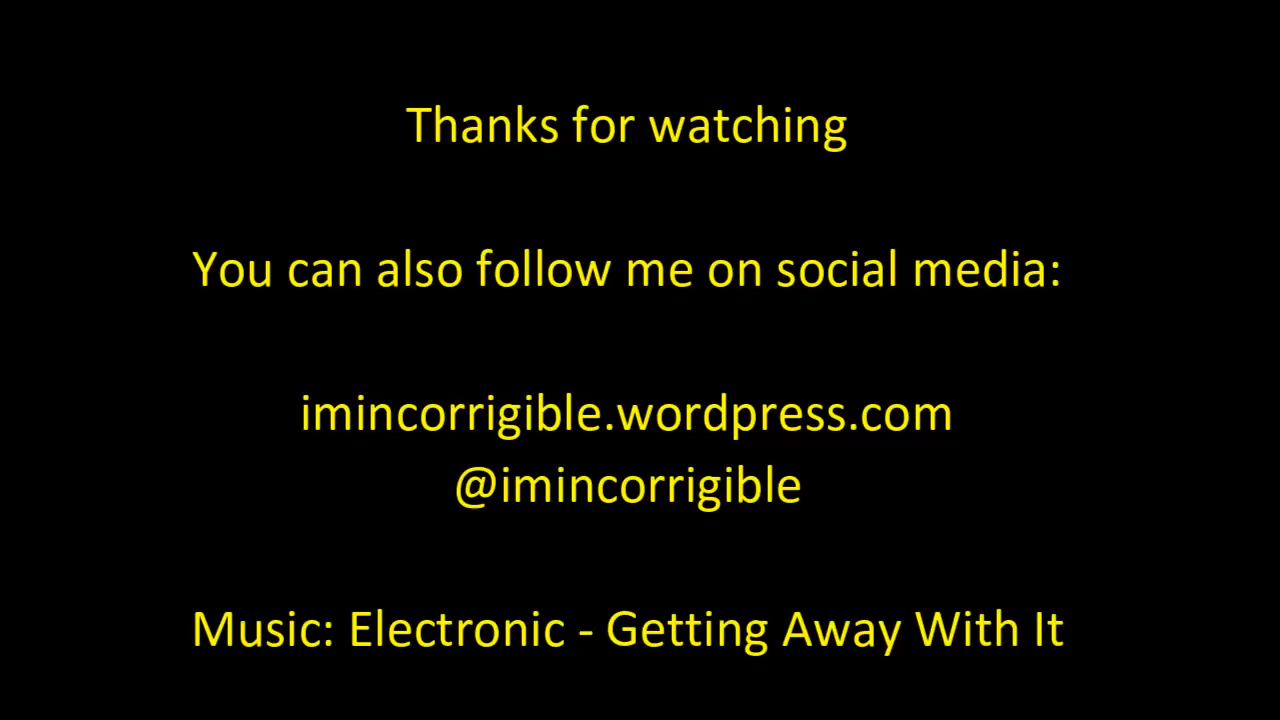 Thanks for watching
You can also follow me on social media:
imincorrigible.wordpress.com
@imincorrigible
Music: Electronic - Getting Away With It